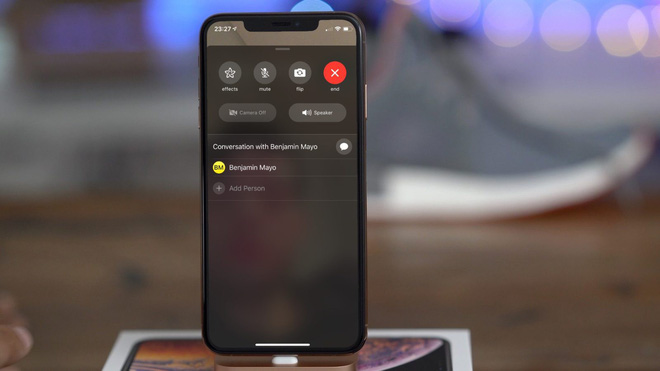 23:27
effects mute flip end
Camera Off Speaker
Conversation with Benjamin Mayo
BM Benjamin Mayo
Add Person